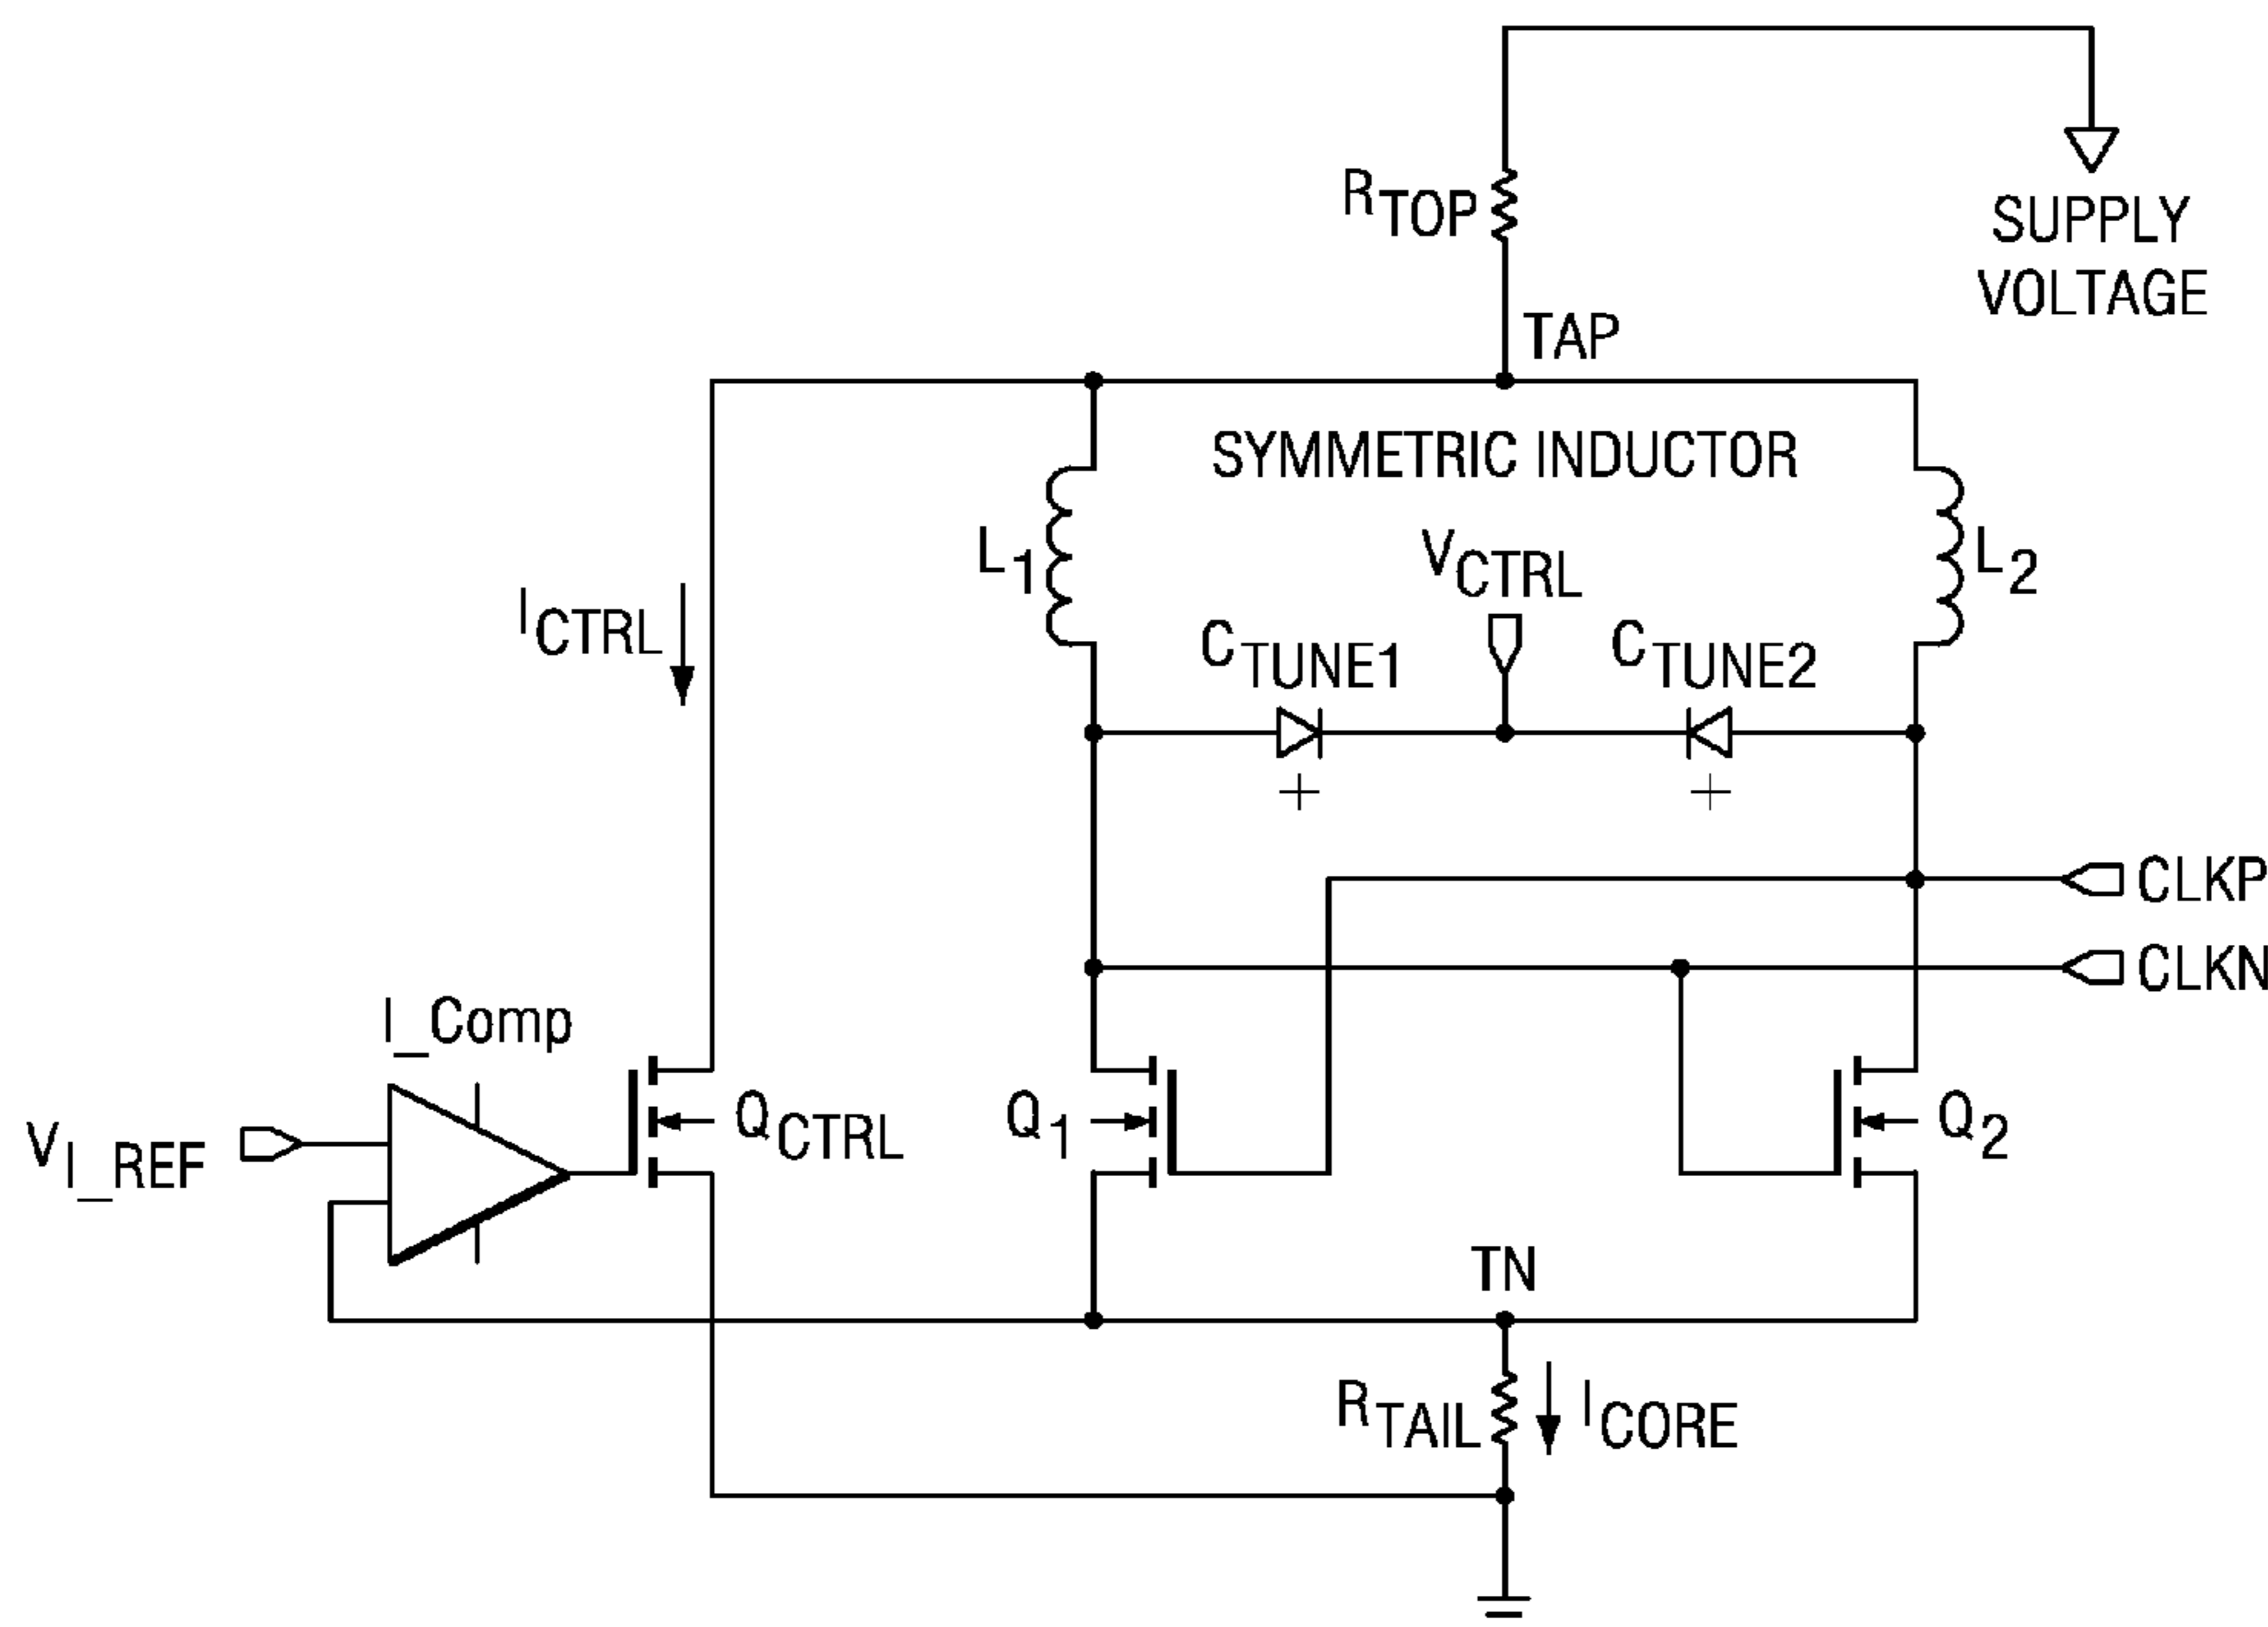 RTOP
SUPPLY
VOLTAGE
TAP
SYMMETRIC INDUCTOR
L1
VCTRL
L2
ICTRL
CTUNE1
CTUNE2
+
+
CLKP
CLKN
I_Comp
VI_REF
QCTRL
Q1
Q2
TN
RTAIL
ICORE